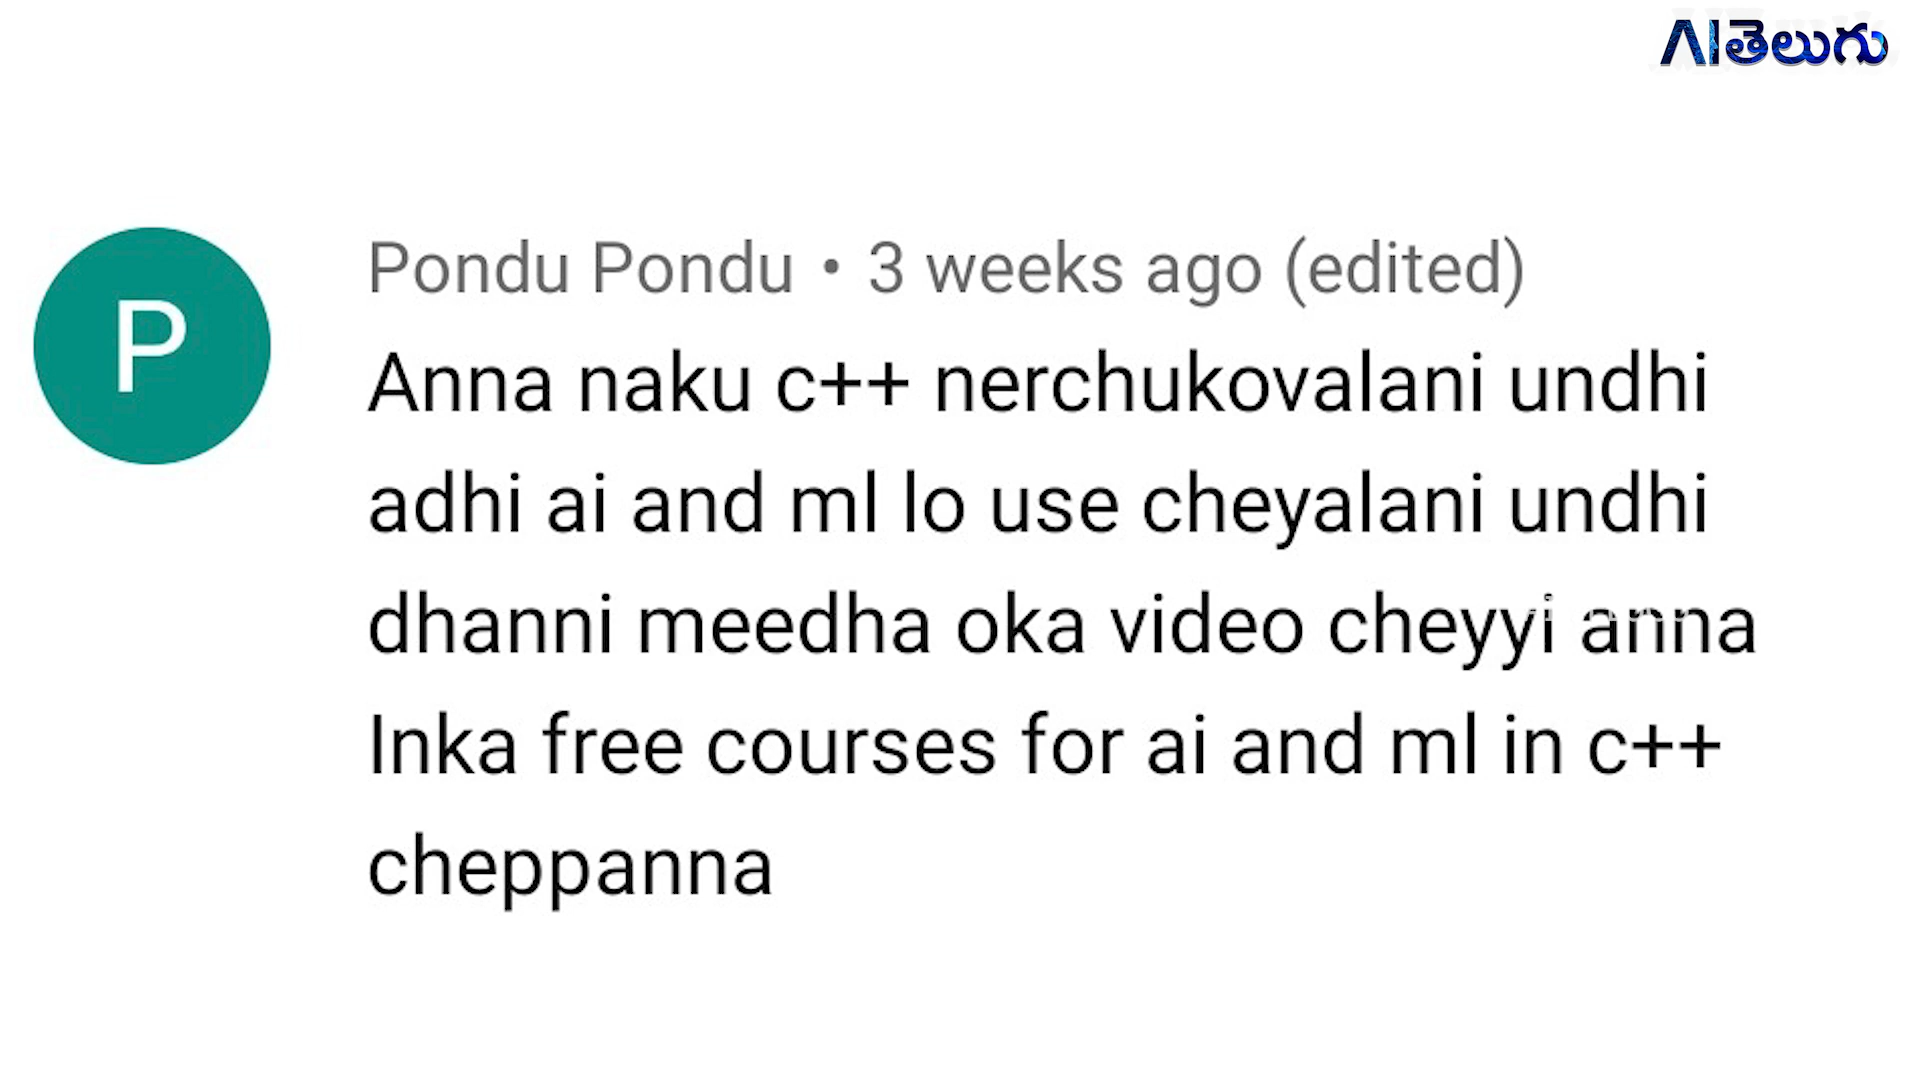 AIతెలుగు
P
Pondu Pondu • 3 weeks ago (edited)
Anna naku c++ nerchukovalani undhi
adhi ai and ml lo use cheyalani undhi
dhanni meedha oka video cheyyi anna
Inka free courses for ai and ml in c++
cheppanna